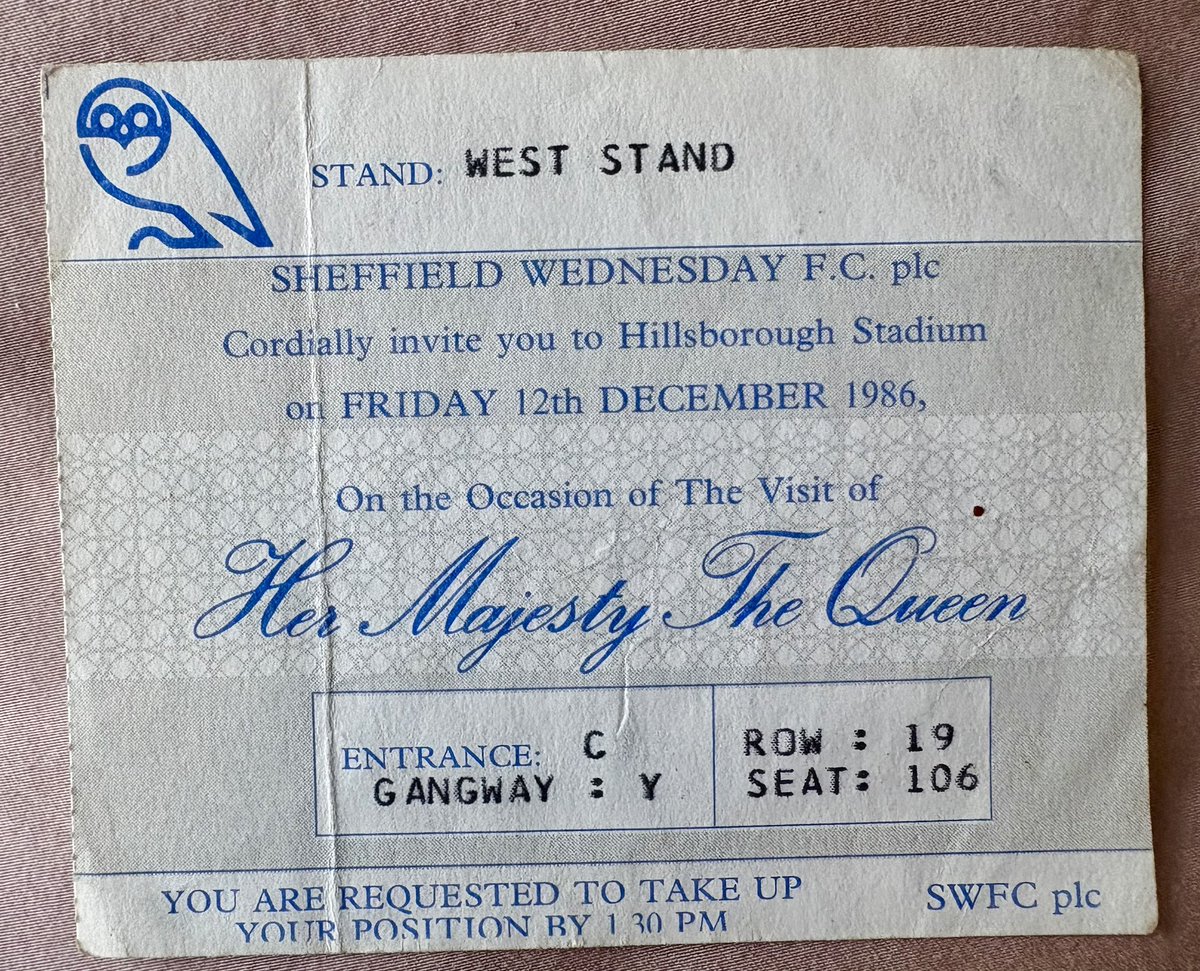 STAND: WEST STAND
SHEFFIELD WEDNESDAY F.C. plc
Cordially invite you to Hillsborough Stadium
on FRIDAY 12th DECEMBER 1986,
On the Occasion of The Visit of
Her Majesty The Queen
ENTRANCE: C
GANGWAY : Y
ROW : 19
SEAT: 106
YOU ARE REQUESTED TO TAKE UP
YOUR POSITION BY 1 30 PM
SWFC plc